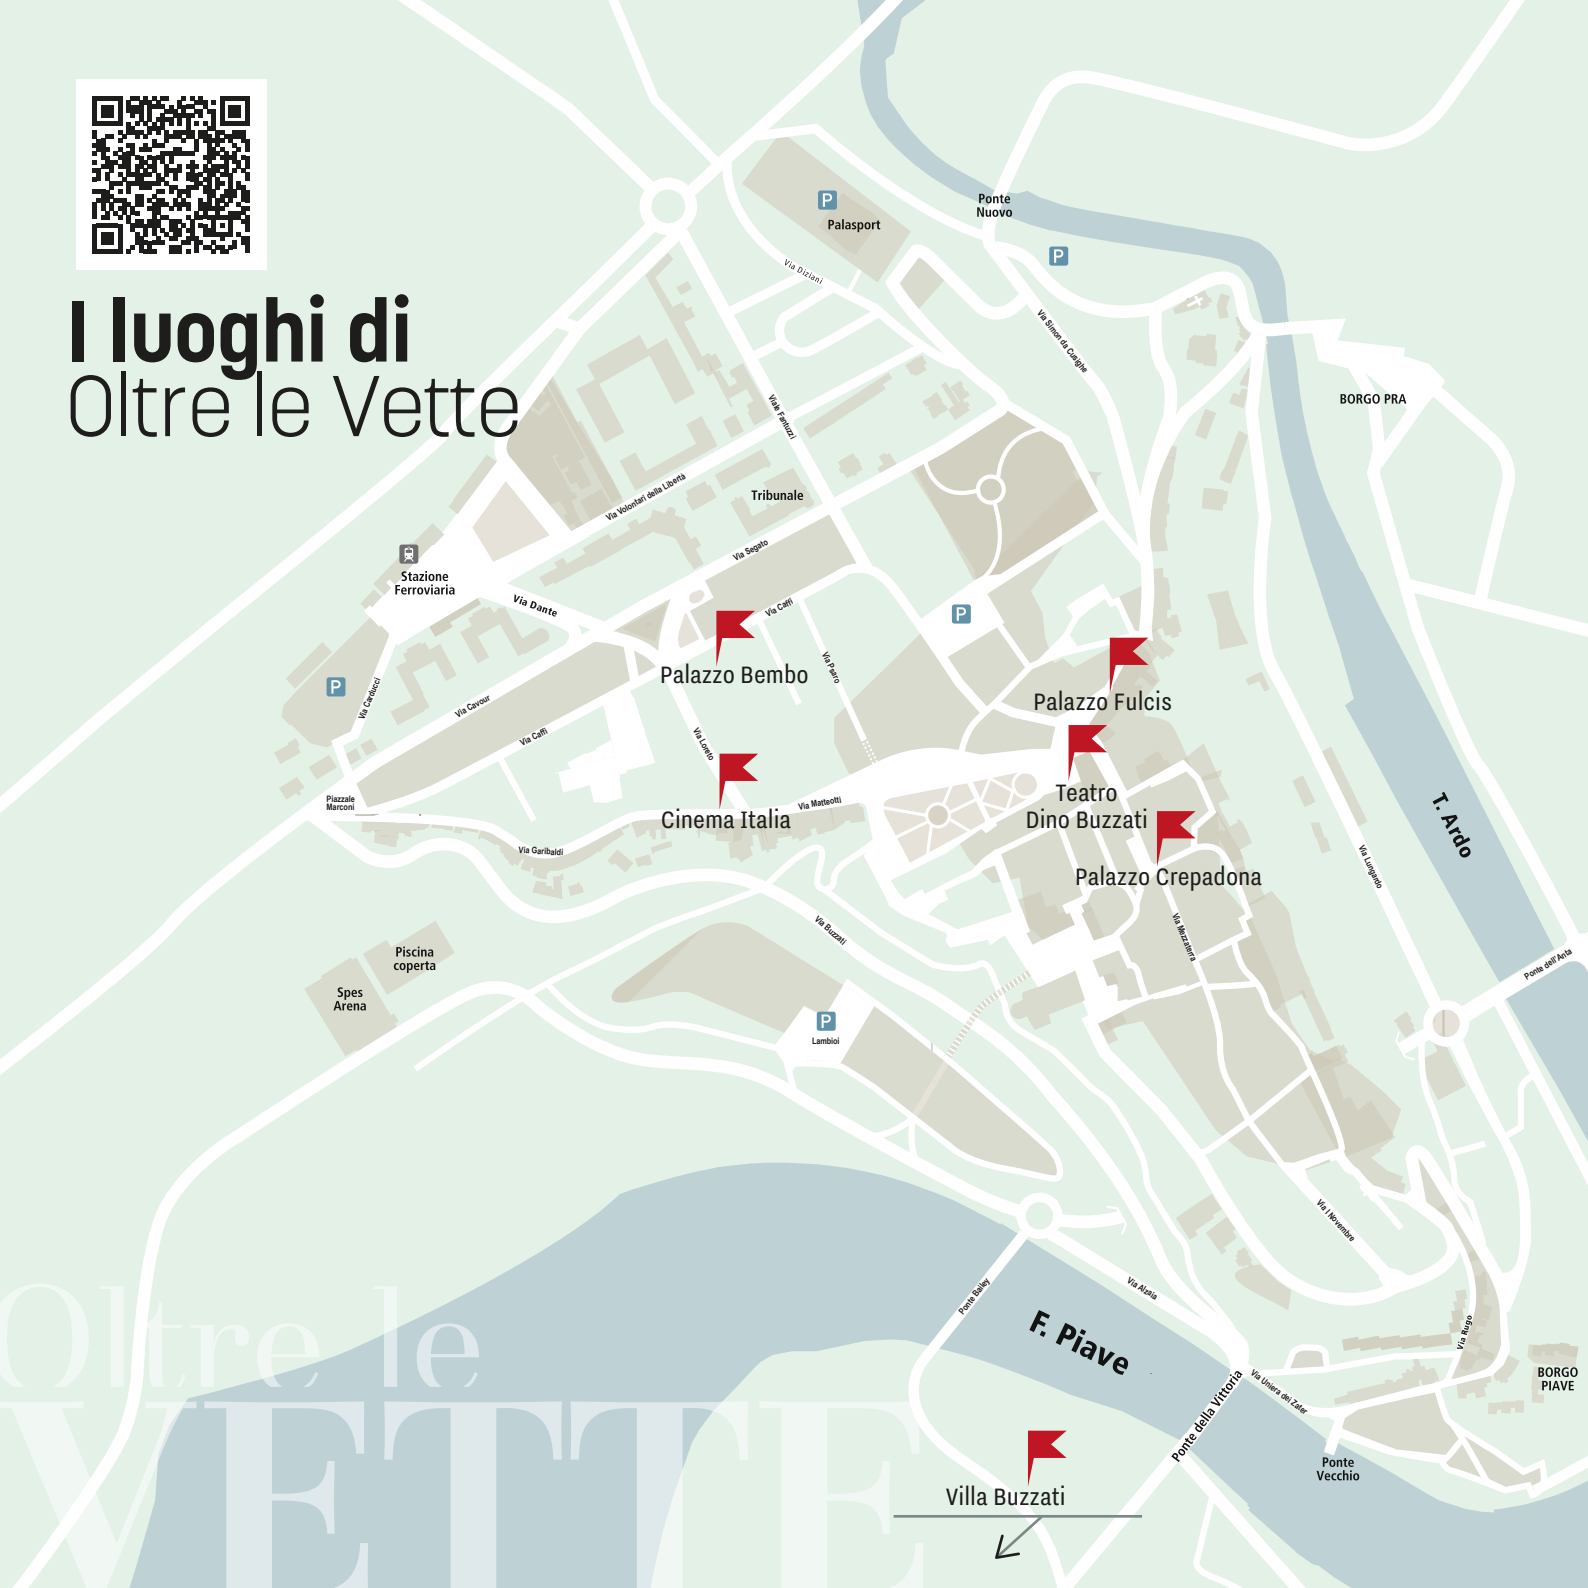 I luoghi di
Oltre le Vette
P
Palasport
Ponte
Nuovo
P
Via Diziani
Via Simon da Cusighe
BORGO PRA
Viale Fantuzzi
Via Volontari della Libertà
Tribunale
Via Segato
Stazione
Ferroviaria
Via Dante
Via Caffi
P
Palazzo Bembo
Via Psaro
P
Via Carducci
Via Cavour
Via Caffi
Via Loreto
Palazzo Fulcis
Teatro
Dino Buzzati
Cinema Italia
Piazzale
Marconi
Via Matteotti
Via Garibaldi
Palazzo Crepadona
T. Ardo
Via Lungardo
Via Buzzati
Via Mezzaterra
Ponte dell'Anta
Piscina
coperta
Spes
Arena
P
Lambioi
Via I Novembre
Ponte Bailey
Via Alzaia
F. Piave
Via Rugo
BORGO
PIAVE
Via Uniera dei Zater
Ponte della Vittoria
Ponte
Vecchio
Villa Buzzati
Oltre le
VETTE